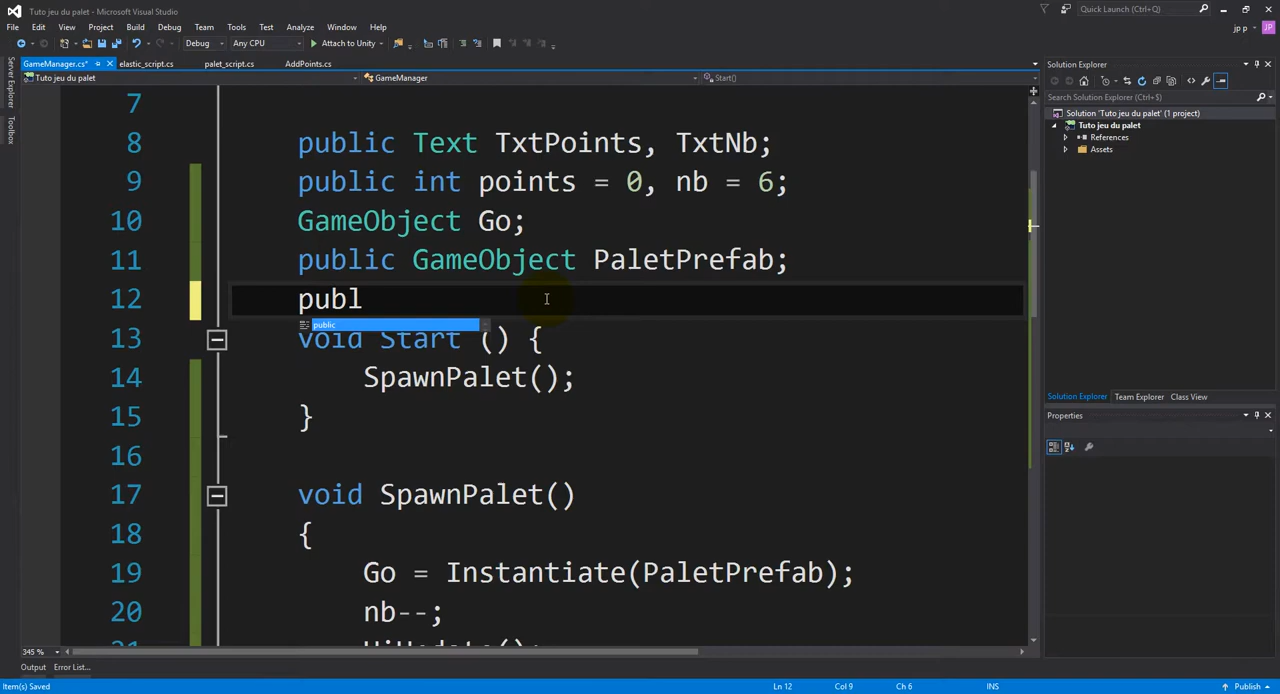 Tuto jeu du palet - Microsoft Visual Studio
Quick Launch (Ctrl+Q)
File Edit View Project Build Debug Team Tools Test Analyze Window Help
jp p JP
Debug Any CPU Attach to Unity
GameManager.cs* elastic_script.cs palet_script.cs AddPoints.cs
Tuto jeu du palet GameManager Start()
Server Explorer
Toolbox
7
8 public Text TxtPoints, TxtNb;
9 public int points = 0, nb = 6;
10 GameObject Go;
11 public GameObject PaletPrefab;
12 publ
public
13 void Start () {
14 SpawnPalet();
15 }
16
17 void SpawnPalet()
18 {
19 Go = Instantiate(PaletPrefab);
20 nb--;
345 %
Solution Explorer
Search Solution Explorer (Ctrl+$)
Solution 'Tuto jeu du palet' (1 project)
Tuto jeu du palet
References
Assets
Solution Explorer Team Explorer Class View
Properties
Output Error List...
Item(s) Saved Ln 12 Col 9 Ch 6 INS Publish